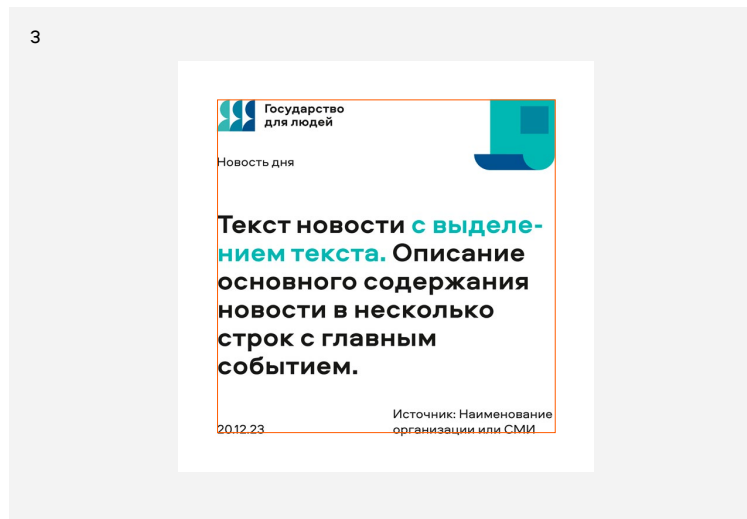 3
Государство
для людей
Новость дня
Текст новости с выделе-
нием текста. Описание
основного содержания
новости в несколько
строк с главным
событием.
20.12.23
Источник: Наименование
организации или СМИ